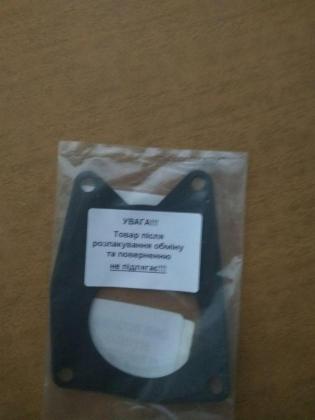 УВАГА!!!
Товар після
розпакування обміну
та поверненню
не підлягає!!!